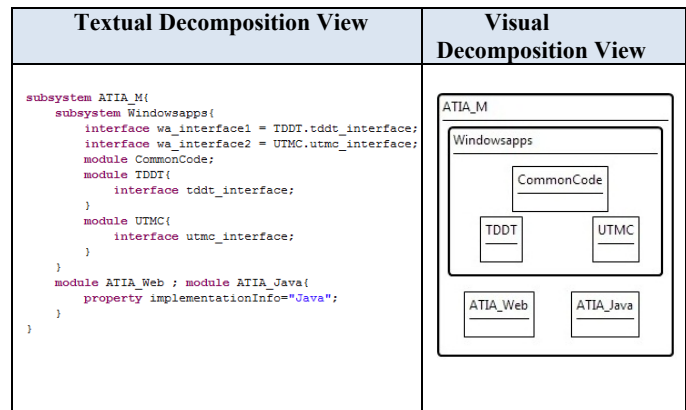 Textual Decomposition View
Visual
Decomposition View
subsystem ATIA_M{
subsystem Windowsapps{
interface wa_interface1 = TDDT.tddt_interface;
interface wa_interface2 = UTMC.utmc_interface;
module CommonCode;
module TDDT{
interface tddt_interface;
}
module UTMC{
interface utmc_interface;
}
}
module ATIA_Web ; module ATIA_Java{
property implementationInfo="Java";
}
}
ATIA_M
Windowsapps
CommonCode
TDDT
UTMC
ATIA_Web
ATIA_Java